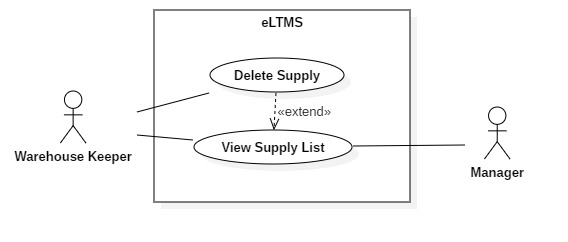 eLTMS
Delete Supply
«extend»
View Supply List
Warehouse Keeper
Manager